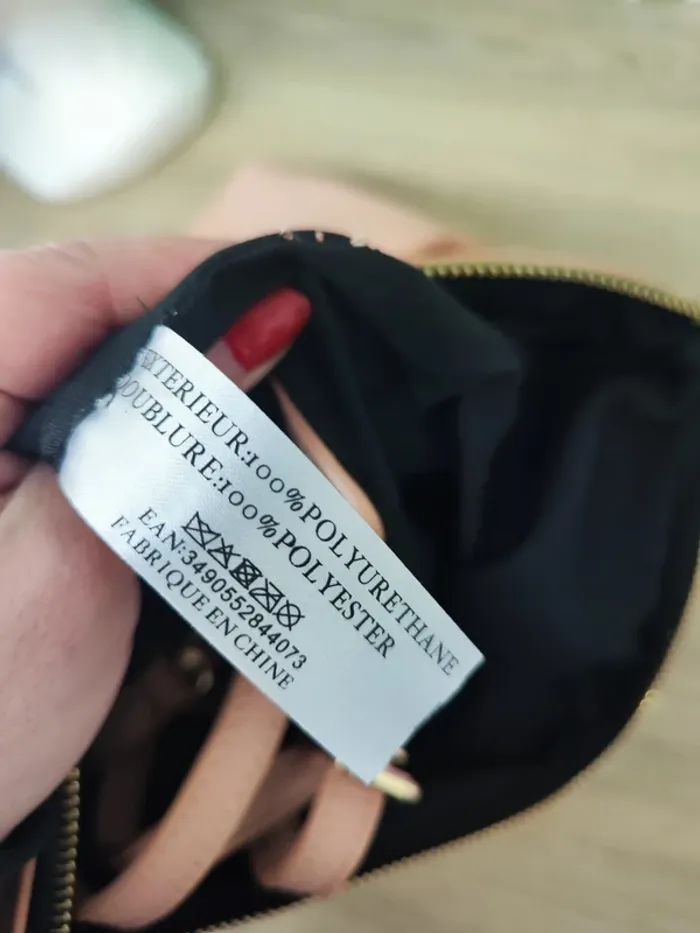 EXTERIEUR:100%POLYURETHANE
DOUBLURE:100%POLYESTER
EAN:3490552844073
FABRIQUE EN CHINE